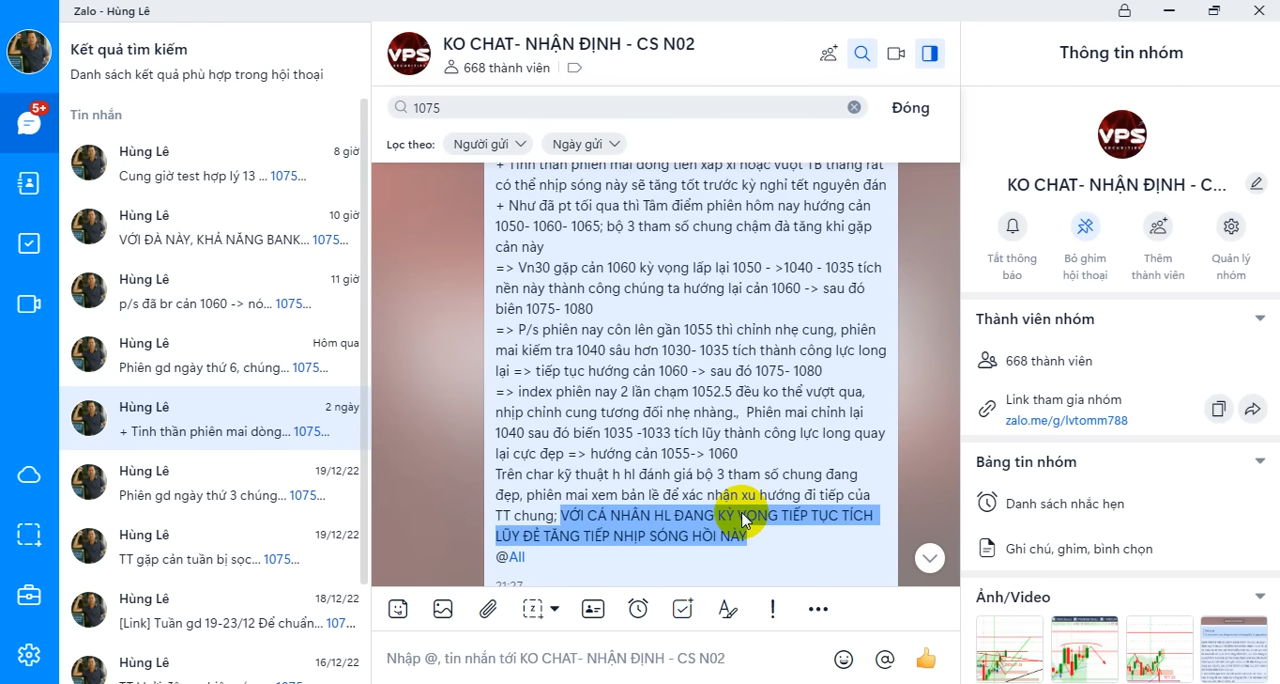 Zalo - Hùng Lê
Kết quả tìm kiếm
Danh sách kết quả phù hợp trong hội thoại
Tin nhắn
5+
Hùng Lê
8 giờ
Cung giờ test hợp lý 13 ... 1075...
Hùng Lê
10 giờ
VỚI ĐÀ NÀY, KHẢ NĂNG BANK... 1075...
Hùng Lê
11 giờ
p/s đã br cản 1060 -> nó... 1075...
Hùng Lê
Hôm qua
Phiên gd ngày thứ 6, chúng... 1075...
Hùng Lê
2 ngày
+ Tinh thần phiên mai dòng... 1075...
Hùng Lê
19/12/22
Phiên gd ngày thứ 3 chúng... 1075...
Hùng Lê
19/12/22
TT gặp cản tuần bị sọc... 1075...
Hùng Lê
18/12/22
[Link] Tuần gd 19-23/12 Để chuẩn... 107...
Hùng Lê
16/12/22
VPS
SECURITIES
KO CHAT- NHẬN ĐỊNH - CS N02
668 thành viên
1075
Đóng
Lọc theo:
Người gửi
Ngày gửi
+ Tinh thần phiên mai dòng tiền xấp xỉ hoặc vượt TB tháng rất
có thể nhịp sóng này sẽ tăng tốt trước kỳ nghỉ tết nguyên đán
+ Như đã pt tối qua thì Tâm điểm phiên hôm nay hướng cản
1050- 1060- 1065; bộ 3 tham số chung chậm đà tăng khi gặp
cản này
=> Vn30 gặp cản 1060 kỳ vọng lấp lại 1050 - >1040 - 1035 tích
nền này thành công chúng ta hướng lại cản 1060 -> sau đó
biên 1075- 1080
=> P/s phiên nay côn lên gần 1055 thì chỉnh nhẹ cung, phiên
mai kiểm tra 1040 sâu hơn 1030- 1035 tích thành công lực long
lại => tiếp tục hướng cản 1060 -> sau đó 1075- 1080
=> index phiên nay 2 lần chạm 1052.5 đều ko thể vượt qua,
nhịp chỉnh cung tương đối nhẹ nhàng., Phiên mai chỉnh lại
1040 sau đó biến 1035 -1033 tích lũy thành công lực long quay
lại cực đẹp => hướng cản 1055-> 1060
Trên char kỹ thuật h hl đánh giá bộ 3 tham số chung đang
đẹp, phiên mai xem bản lề để xác nhận xu hướng đi tiếp của
TT chung; VỚI CÁ NHÂN HL ĐANG KỲ VỌNG TIẾP TỤC TÍCH
LŨY ĐỂ TĂNG TIẾP NHỊP SÓNG HỒI NÀY
@All
21:27
Nhập @, tin nhắn
CHAT- NHẬN ĐỊNH - CS N02
Thông tin nhóm
VPS
SECURITIES
KO CHAT- NHẬN ĐỊNH - C...
Tắt thông
báo
Bỏ ghim
hội thoại
Thêm
thành viên
Quản lý
nhóm
Thành viên nhóm
668 thành viên
Link tham gia nhóm
zalo.me/g/lvtomm788
Bảng tin nhóm
Danh sách nhắc hẹn
Ghi chú, ghim, bình chọn
Ảnh/Video